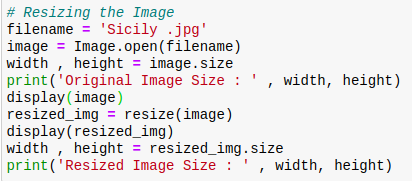 # Resizing the Image
filename = 'Sicily .jpg'
image = Image.open(filename)
width , height = image.size
print('Original Image Size : ' , width, height)
display(image)
resized_img = resize(image)
display(resized_img)
width , height = resized_img.size
print('Resized Image Size : ' , width, height)